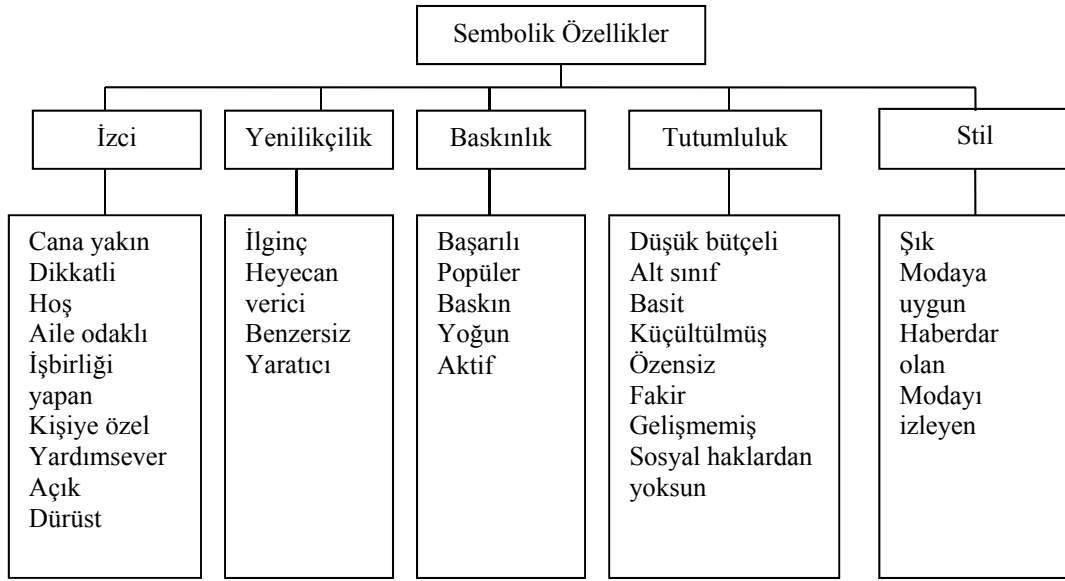 Sembolik Özellikler
İzci
Yenilikçilik
Baskınlık
Tutumluluk
Stil
Cana yakın
Dikkatli
Hoş
Aile odaklı
İşbirliği
yapan
Kişiye özel
Yardımsever
Açık
Dürüst
İlginç
Heyecan
verici
Benzersiz
Yaratıcı
Başarılı
Popüler
Baskın
Yoğun
Aktif
Düşük bütçeli
Alt sınıf
Basit
Küçültülmüş
Özensiz
Fakir
Gelişmemiş
Sosyal haklardan
yoksun
Şık
Modaya
uygun
Haberdar
olan
Modayı
izleyen